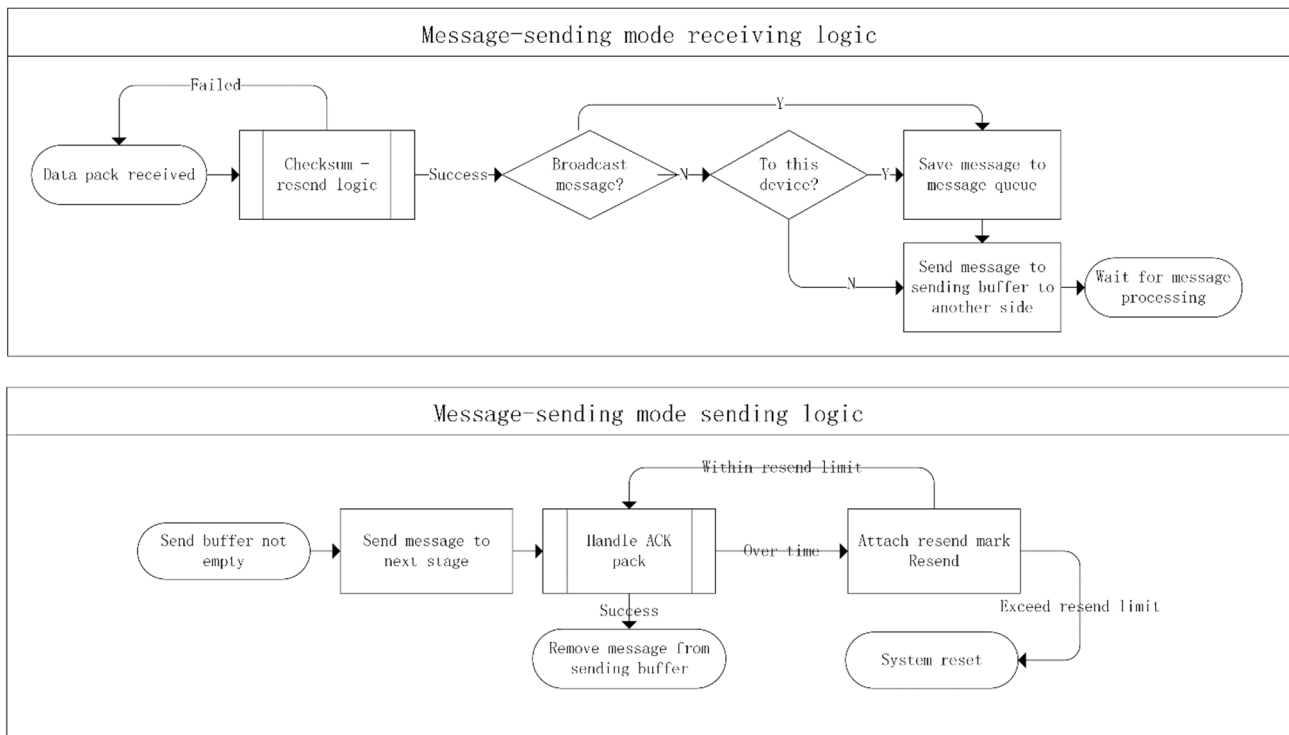 Message-sending mode receiving logic
Failed
Y
Data pack received
Checksum -
resend logic
Success
Broadcast
message?
N
To this
device?
Y
Save message to
message queue
N
Send message to
sending buffer to
another side
Wait for message
processing
Message-sending mode sending logic
Within resend limit
Send buffer not
empty
Send message to
next stage
Handle ACK
pack
Over time
Attach resend mark
Resend
Success
Exceed resend limit
Remove message from
sending buffer
System reset